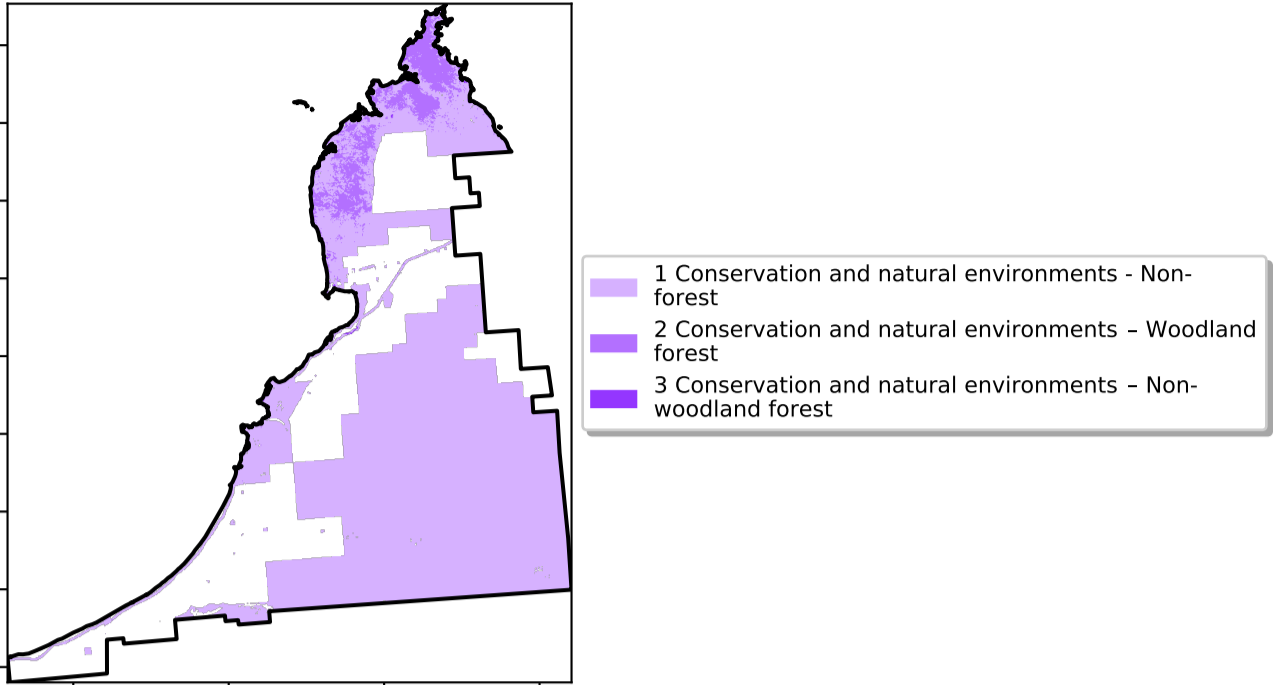 1 Conservation and natural environments - Non-
forest
2 Conservation and natural environments – Woodland
forest
3 Conservation and natural environments – Non-
woodland forest